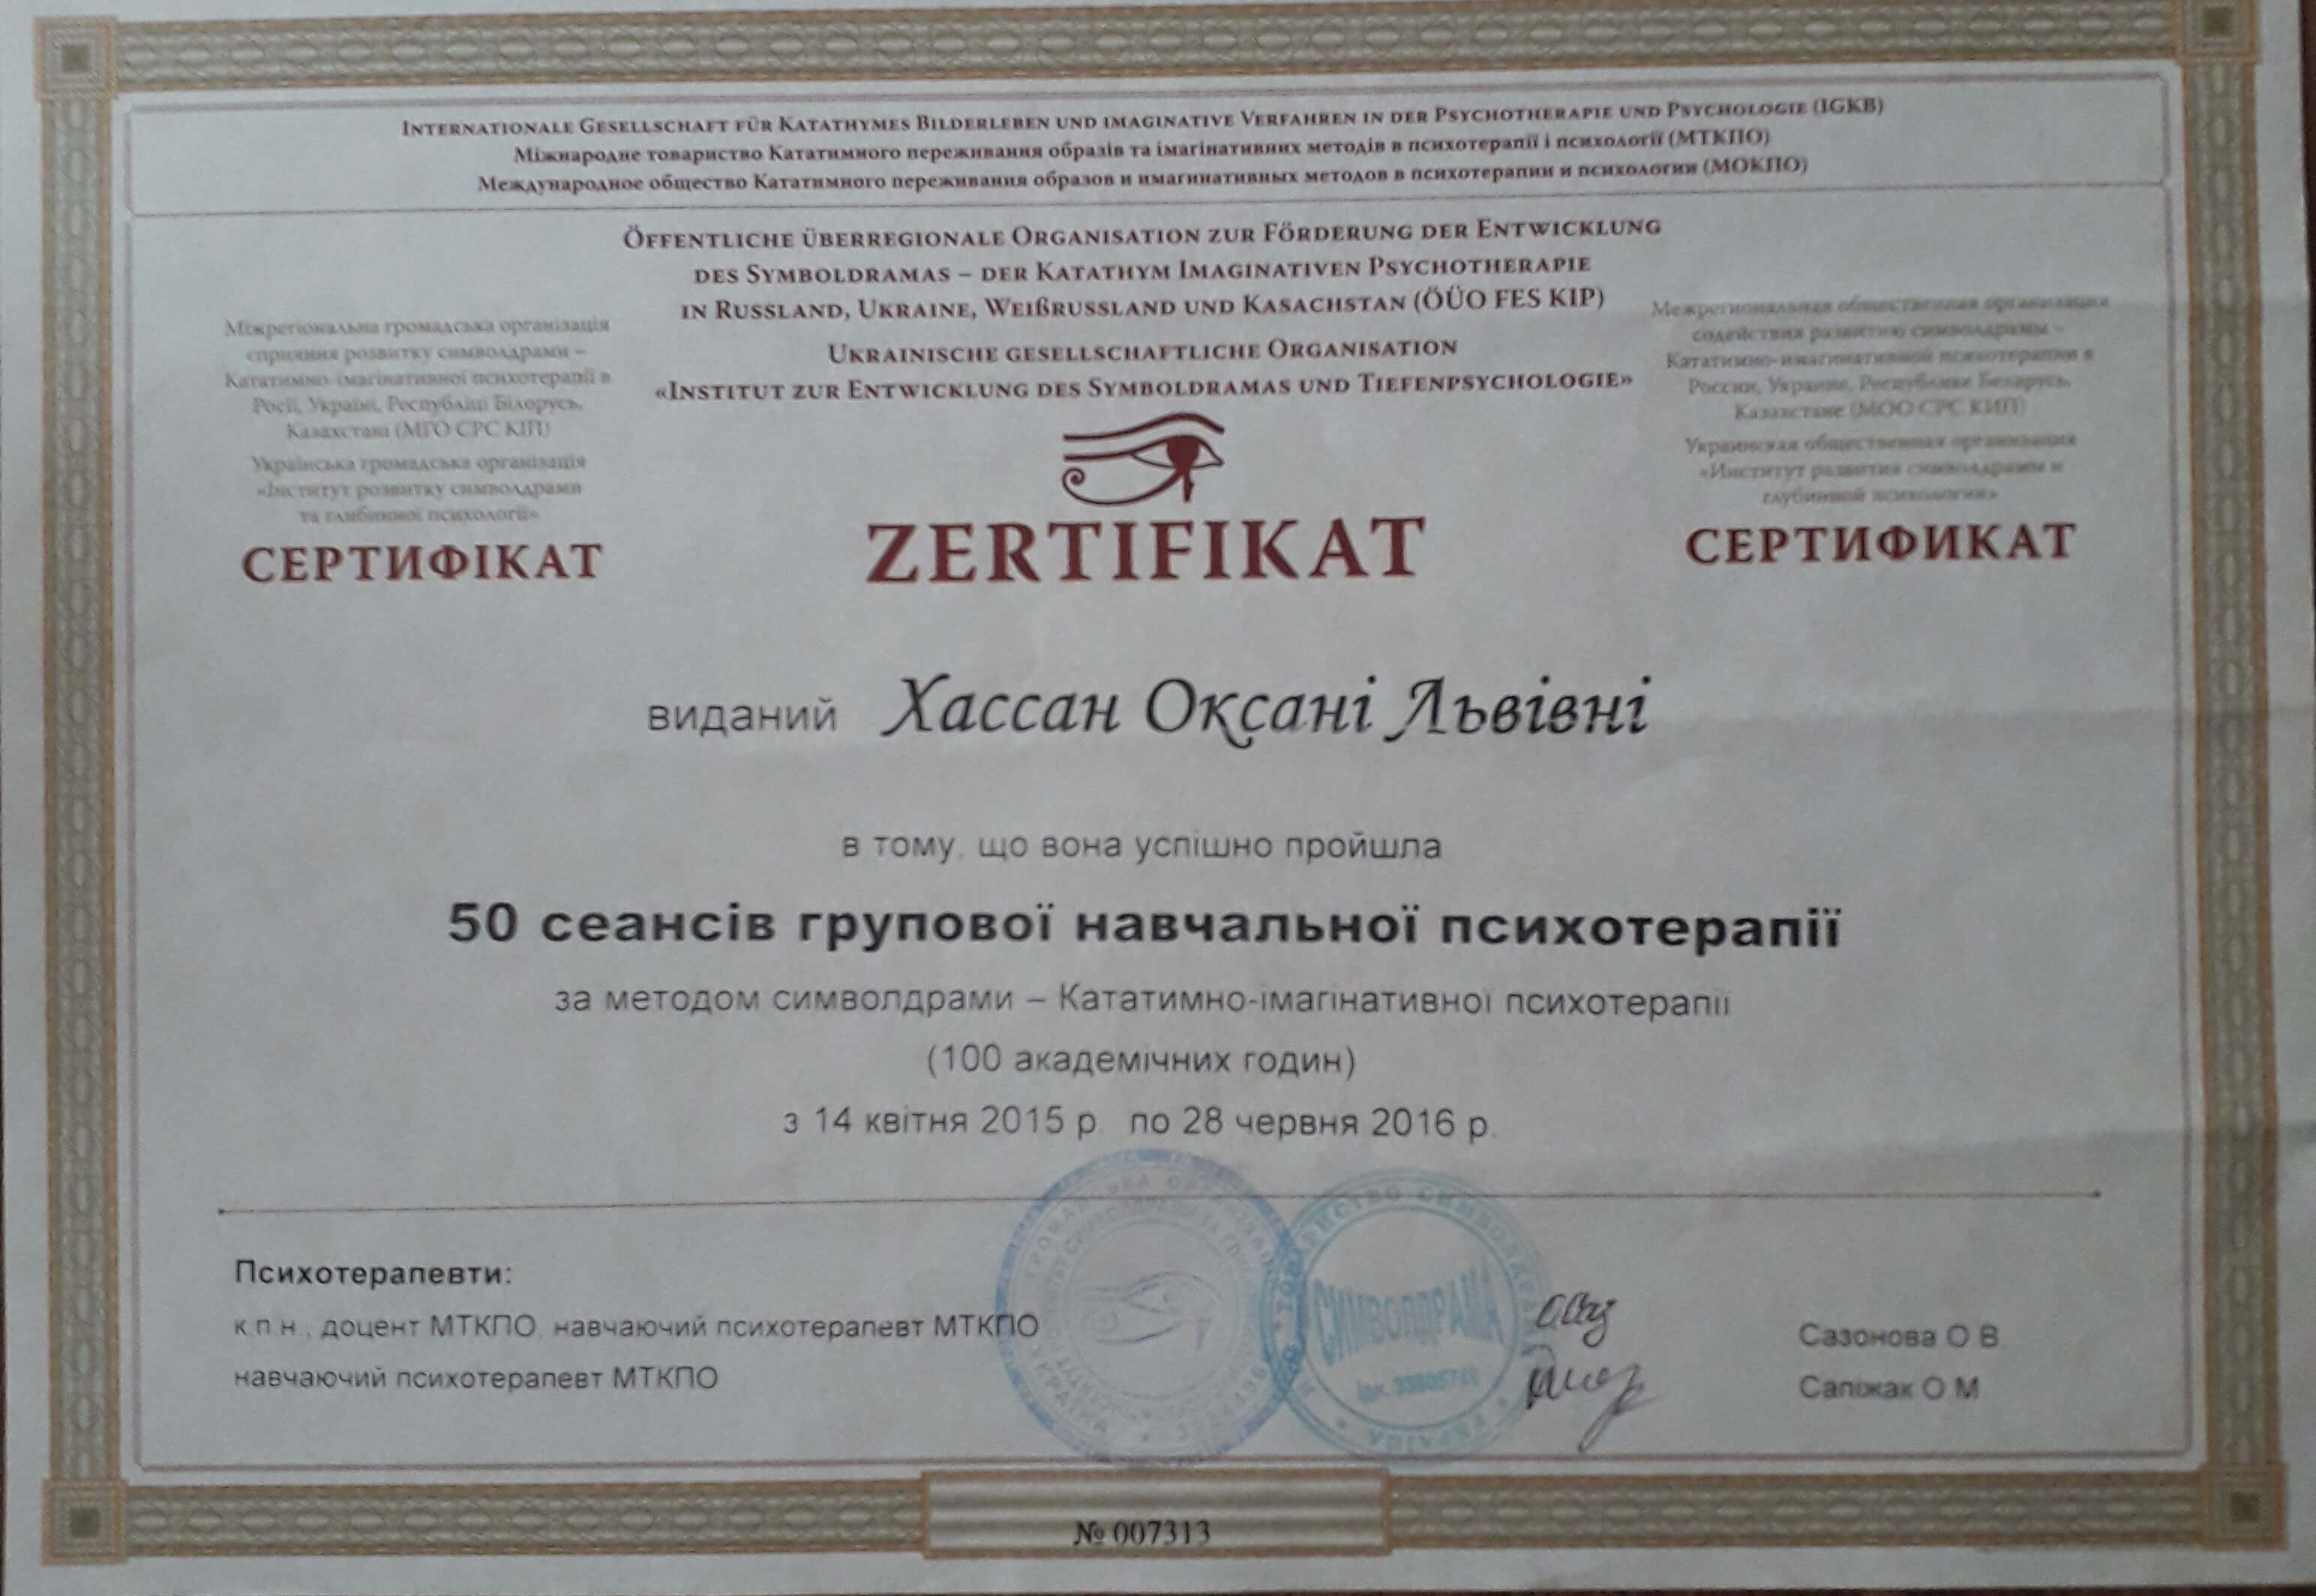 Internationale Gesellschaft für Katathymes Bilderleben und imaginative Verfahren in der Psychotherapie und Psychologie (IGKB)
Міжнародне товариство Кататимного переживання образів та імагінативних методів в психотерапії і психології (МТКПО)
Международное общество Кататимного переживания образов и имагинативных методов в психотерапии и психологии (МОКПО)
Öffentliche überregionale Organisation zur Förderung der Entwicklung
des Symboldramas – der Katathym Imaginativen Psychotherapie
in Russland, Ukraine, Weißrussland und Kasachstan (ÖÜO FES KIP)
Ukrainische gesellschaftliche Organisation
«Institut zur Entwicklung des Symboldramas und Tiefenpsychologie»
ZERTIFIKAT
Міжрегіональна громадська організація
сприяння розвитку символдрами –
Кататимно-імагінативної психотерапії в
Росії, Україні, Республіці Білорусь,
Казахстані (МГО СРС КІП)
Українська громадська організація
«Інститут розвитку символдрами
та глибинної психології»
СЕРТИФІКАТ
Межрегиональная общественная организация
содействия развитию символдрамы –
Кататимно-имагинативной психотерапии в
России, Украине, Республике Беларусь,
Казахстане (МОО СРС КИП)
Украинская общественная организация
«Институт развития символдрамы и
глубинной психологии»
СЕРТИФИКАТ
виданий Хассан Оксані Львівні
в тому, що вона успішно пройшла
50 сеансів групової навчальної психотерапії
за методом символдрами – Кататимно-імагінативної психотерапії
(100 академічних годин)
з 14 квітня 2015 р. по 28 червня 2016 р.
Психотерапевти:
к.п.н., доцент МТКПО, навчаючий психотерапевт МТКПО
Сазонова О.В.
навчаючий психотерапевт МТКПО
Сапіжак О.М.
СИМВОЛДРАМА
УКРАЇНА
№ 007313